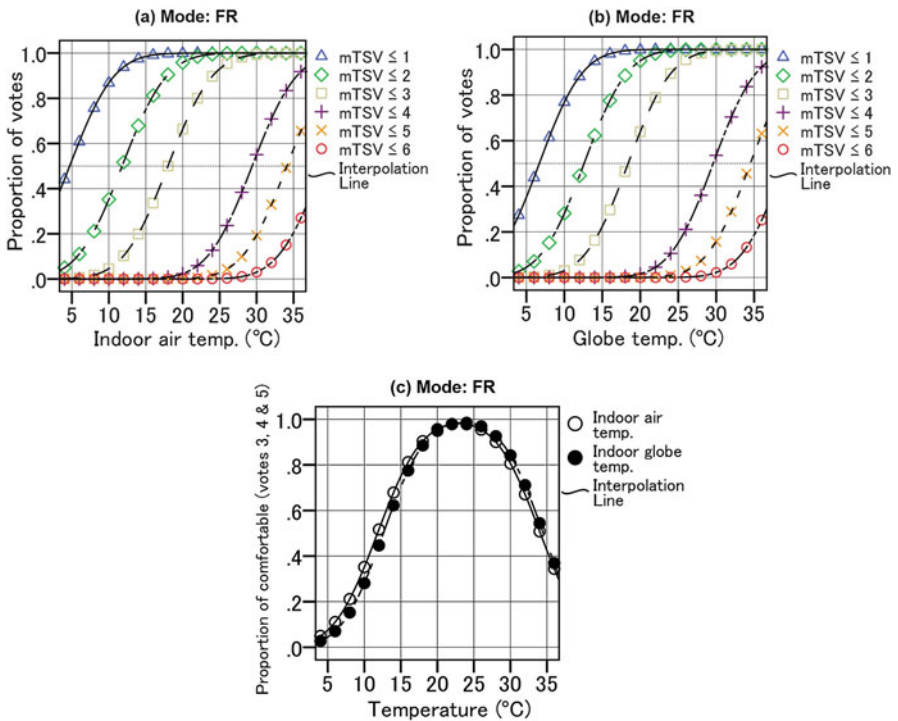 (a) Mode: FR
Proportion of votes
1.0
.8
.6
.4
.2
.0
5 10 15 20 25 30 35
Indoor air temp. (°C)
mTSV ≤ 1
mTSV ≤ 2
mTSV ≤ 3
mTSV ≤ 4
mTSV ≤ 5
mTSV ≤ 6
Interpolation
Line
(b) Mode: FR
Proportion of votes
1.0
.8
.6
.4
.2
.0
5 10 15 20 25 30 35
Globe temp. (°C)
mTSV ≤ 1
mTSV ≤ 2
mTSV ≤ 3
mTSV ≤ 4
mTSV ≤ 5
mTSV ≤ 6
Interpolation
Line
(c) Mode: FR
Proportion of comfortable (votes 3, 4 & 5)
1.0
.8
.6
.4
.2
.0
5 10 15 20 25 30 35
Temperature (°C)
Indoor air
temp.
Indoor globe
temp.
Interpolation
Line